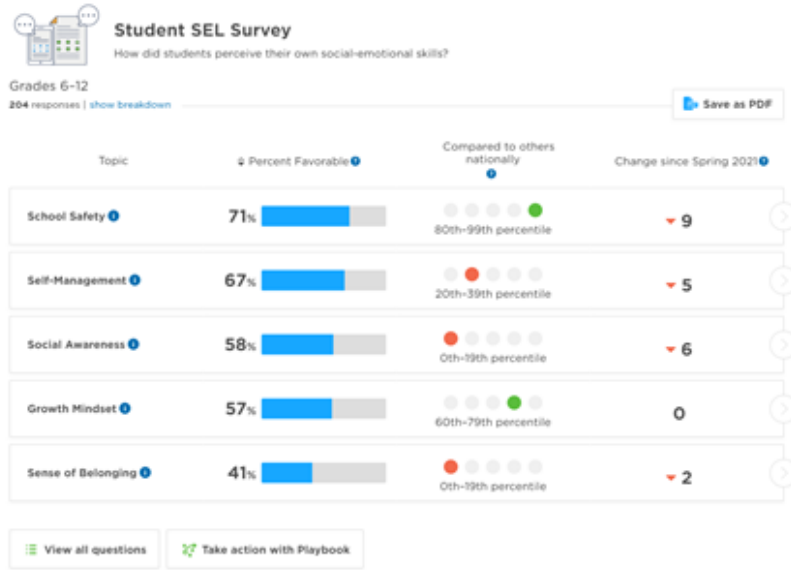 Student SEL Survey
How did students perceive their own social-emotional skills?
Grades 6–12
204 responses | show breakdown
Save as PDF
Topic
Percent Favorable
Compared to others
nationally
Change since Spring 2021
School Safety
71%
80th–99th percentile
9
Self-Management
67%
20th–39th percentile
5
Social Awareness
58%
0th–19th percentile
6
Growth Mindset
57%
60th–79th percentile
0
Sense of Belonging
41%
0th–19th percentile
2
View all questions
Take action with Playbook